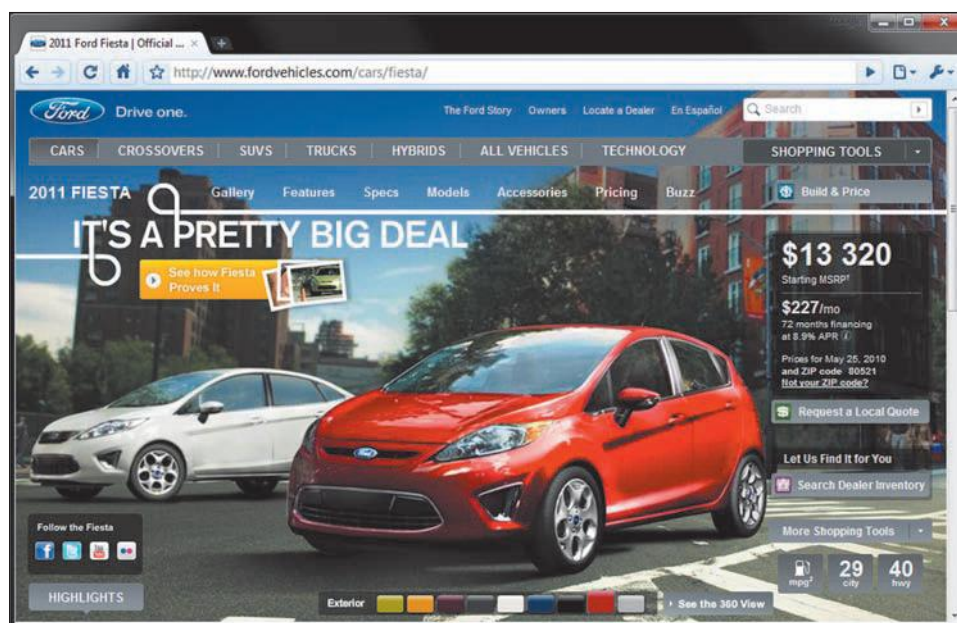 2011 Ford Fiesta | Official ...
http://www.fordvehicles.com/cars/fiesta/
Ford Drive one.
The Ford Story Owners Locate a Dealer En Español Search
CARS CROSSOVERS SUVS TRUCKS HYBRIDS ALL VEHICLES TECHNOLOGY SHOPPING TOOLS
2011 FIESTA Gallery Features Specs Models Accessories Pricing Buzz Build & Price
IT'S A PRETTY BIG DEAL
See how Fiesta
Proves It
$13 320
Starting MSRP†
$227/mo
72 months financing
at 8.9% APR
Prices for May 25, 2010
and ZIP code 80521
Not your ZIP code?
Request a Local Quote
Let Us Find It for You
Search Dealer Inventory
More Shopping Tools
mpg² 29 city 40 hwy
Follow the Fiesta
HIGHLIGHTS
Exterior See the 360 View